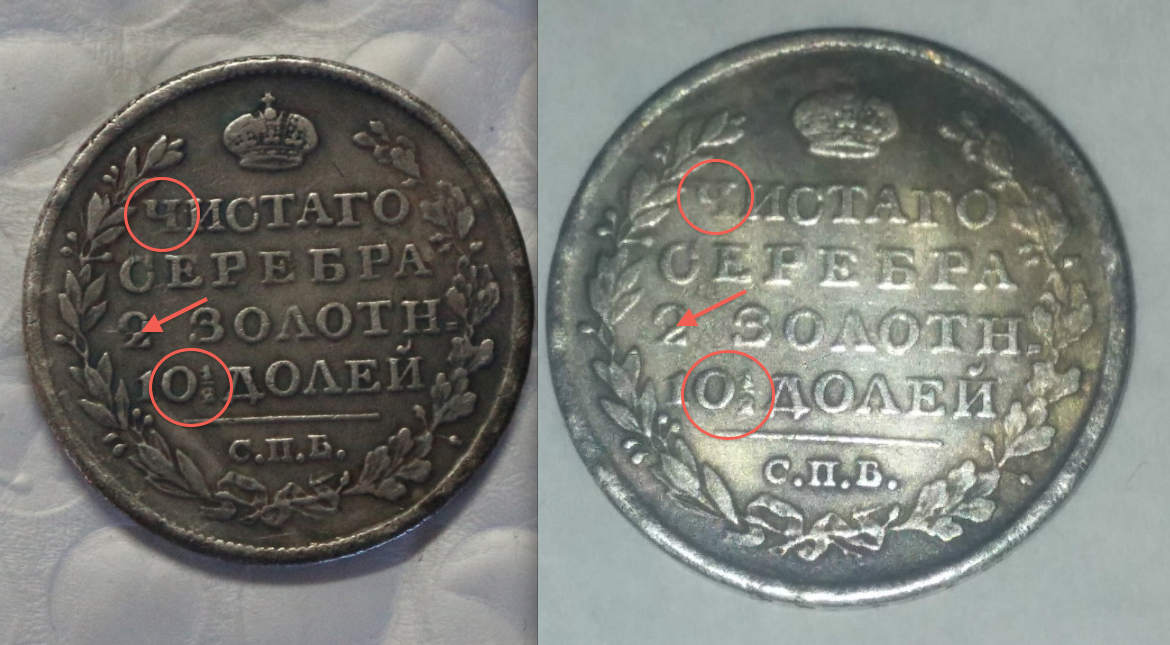 ЧИСТАГО
СЕРЕБРА
2 ЗОЛОТН.
10½ ДОЛЕЙ
С.П.Б.
ЧИСТАГО
СЕРЕБРА
2 ЗОЛОТН.
10½ ДОЛЕЙ
С.П.Б.